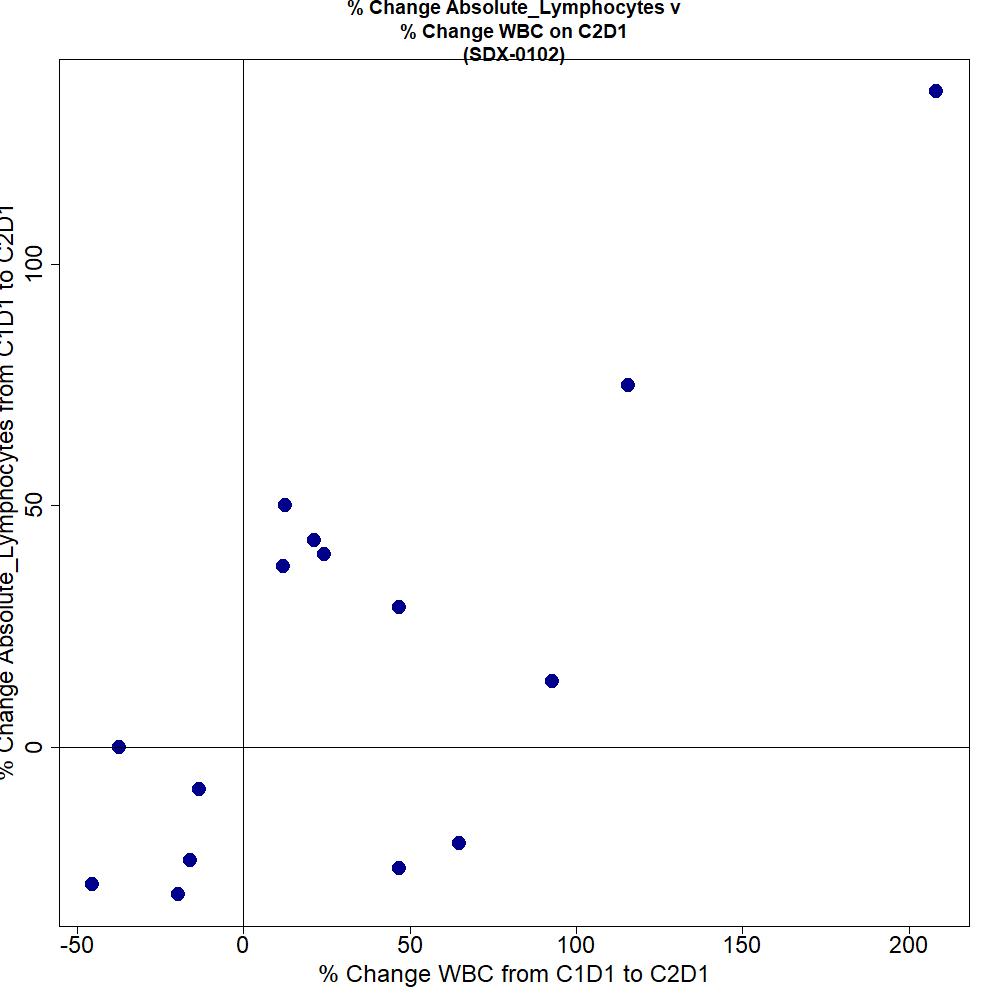 % Change Absolute_Lymphocytes v
% Change WBC on C2D1
(SDX-0102)
% Change Absolute_Lymphocytes from C1D1 to C2D1
100
50
0
-50 0 50 100 150 200
% Change WBC from C1D1 to C2D1